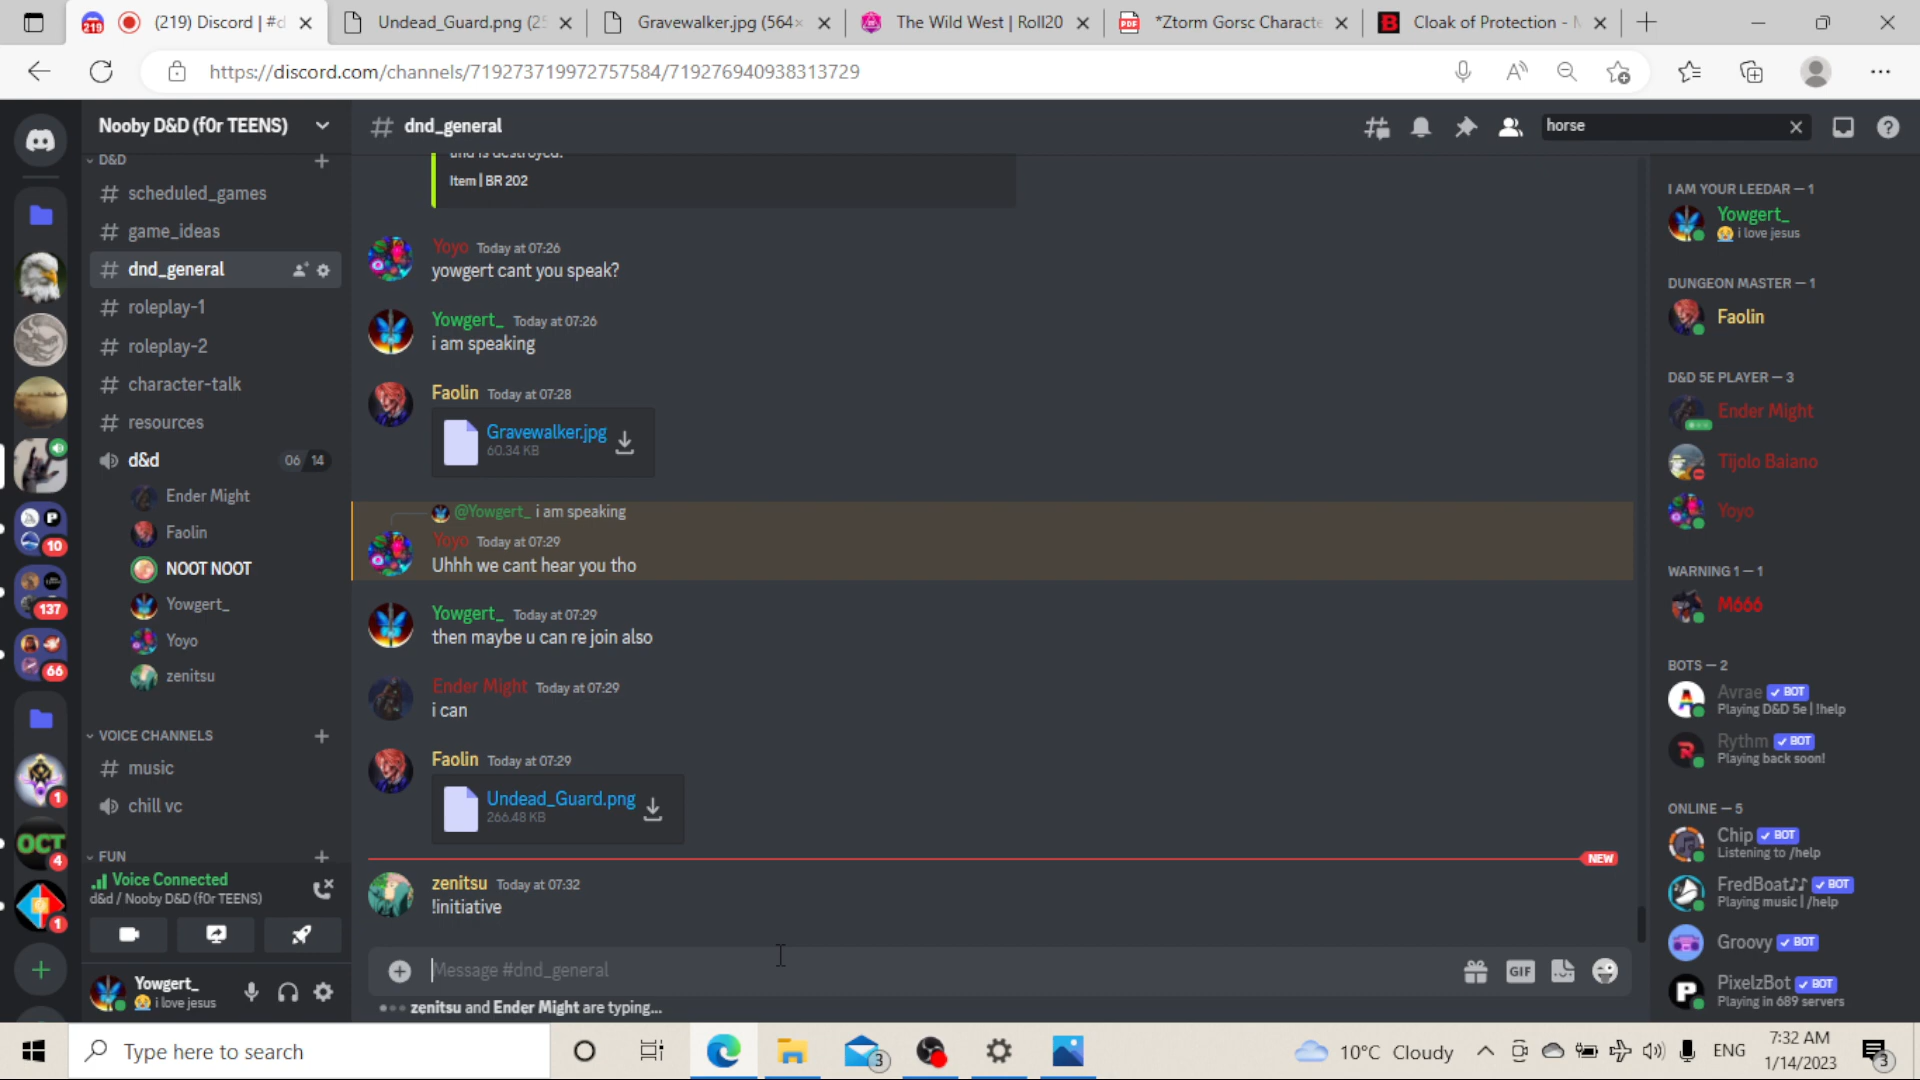 219
(219) Discord | #d
Undead_Guard.png (25
Gravewalker.jpg (564×
The Wild West | Roll20
PDF
*Ztorm Gorsc Characte
Cloak of Protection - M
https://discord.com/channels/719273719972757584/719276940938313729
Nooby D&D (f0r TEENS)
dnd_general
horse
D&D
scheduled_games
game_ideas
dnd_general
roleplay-1
roleplay-2
character-talk
resources
d&d
06 / 14
Ender Might
Faolin
NOOT NOOT
Yowgert_
Yoyo
zenitsu
VOICE CHANNELS
music
chill vc
FUN
Voice Connected
d&d / Nooby D&D (f0r TEENS)
Yowgert_
i love jesus
10
137
66
1
OCT
4
1
and is destroyed.
Item | BR 202
Yoyo Today at 07:26
yowgert cant you speak?
Yowgert_ Today at 07:26
i am speaking
Faolin Today at 07:28
Gravewalker.jpg
60.34 KB
@Yowgert_ i am speaking
Yoyo Today at 07:29
Uhhh we cant hear you tho
Yowgert_ Today at 07:29
then maybe u can re join also
Ender Might Today at 07:29
i can
Faolin Today at 07:29
Undead_Guard.png
266.48 KB
NEW
zenitsu Today at 07:32
!initiative
Message #dnd_general
GIF
zenitsu and Ender Might are typing...
I AM YOUR LEEDAR — 1
Yowgert_
i love jesus
DUNGEON MASTER — 1
Faolin
D&D 5E PLAYER — 3
Ender Might
Tijolo Baiano
Yoyo
WARNING 1 — 1
M666
BOTS — 2
Avrae ✓ BOT
Playing D&D 5e | !help
Rythm ✓ BOT
Playing back soon!
ONLINE — 5
Chip ✓ BOT
Listening to /help
FredBoat♪♪ ✓ BOT
Playing music | /help
Groovy ✓ BOT
PixelzBot ✓ BOT
Playing in 689 servers
Type here to search
3
10°C Cloudy
ENG
7:32 AM
1/14/2023
3